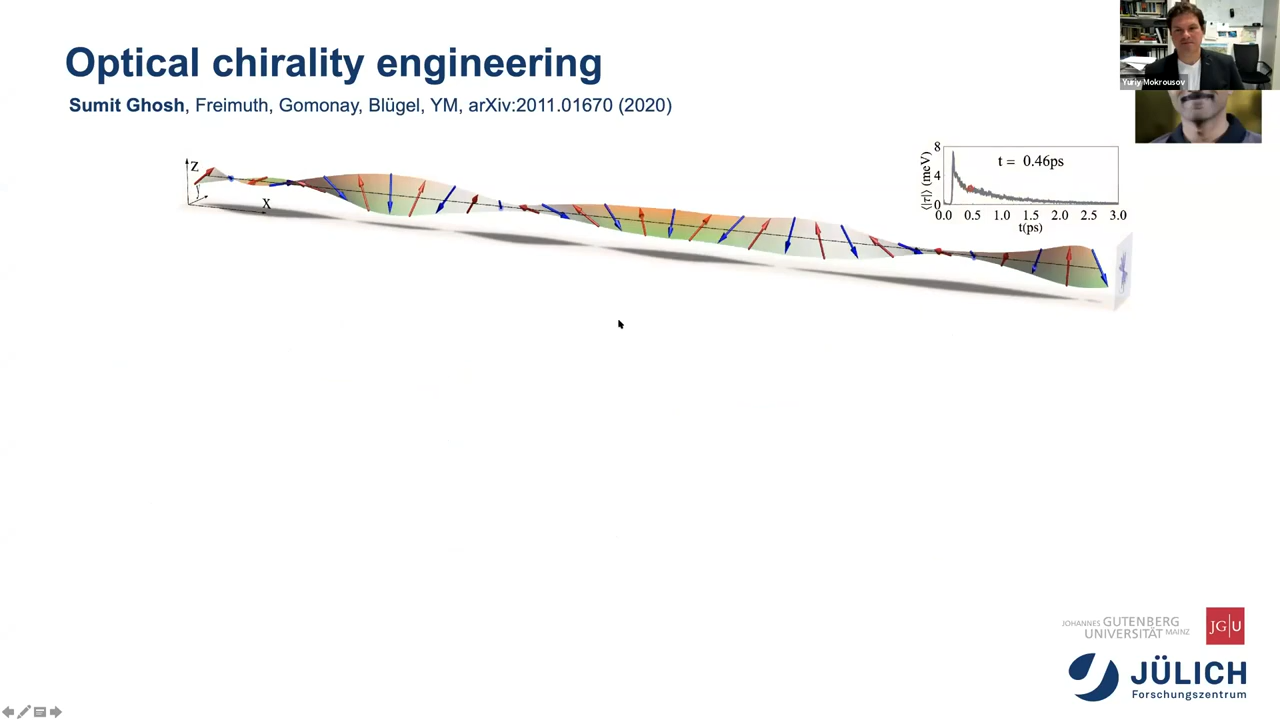 Optical chirality engineering
Sumit Ghosh, Freimuth, Gomonay, Blügel, YM, arXiv:2011.01670 (2020)
Yuriy Mokrousov
Z
X
⟨|τ|⟩ (meV)
8
4
0
t = 0.46ps
0.0 0.5 1.0 1.5 2.0 2.5 3.0
t(ps)
JOHANNES GUTENBERG
UNIVERSITÄT MAINZ
JG|U
JÜLICH
Forschungszentrum